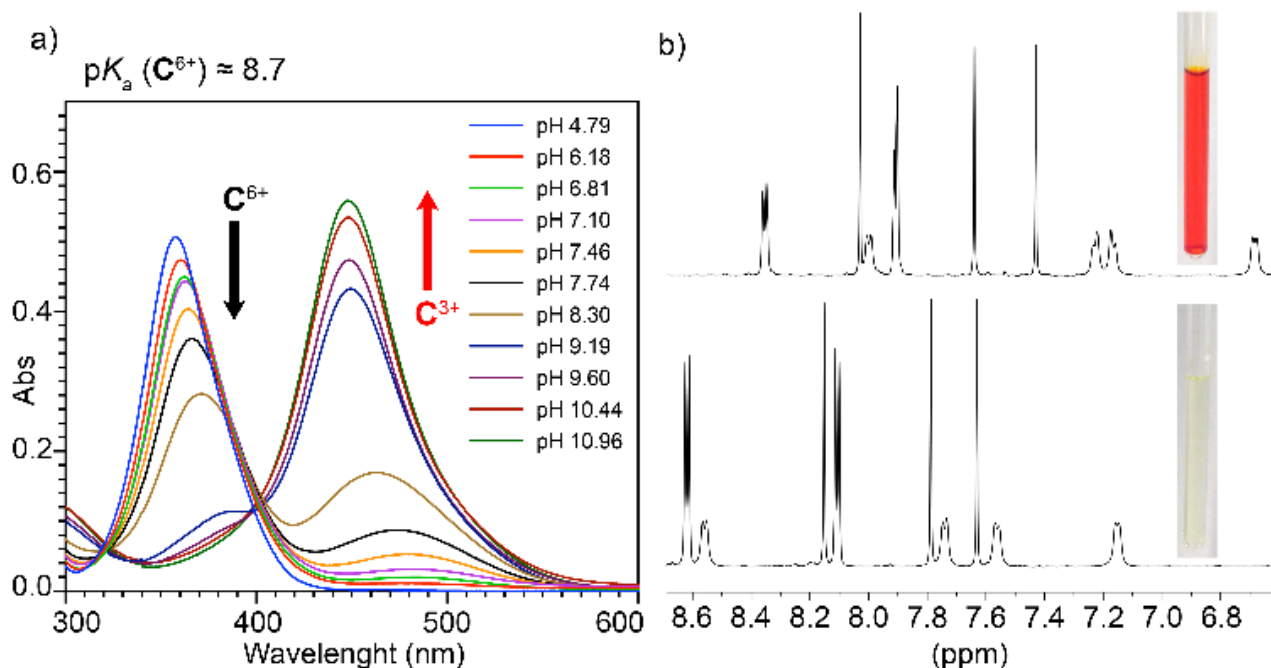 a)
pKₐ (C⁶⁺) ≈ 8.7
pH 4.79
pH 6.18
pH 6.81
pH 7.10
pH 7.46
pH 7.74
pH 8.30
pH 9.19
pH 9.60
pH 10.44
pH 10.96
C⁶⁺
C³⁺
0.6
0.4
0.2
0.0
Abs
300 400 500 600
Wavelenght (nm)
b)
8.6 8.4 8.2 8.0 7.8 7.6 7.4 7.2 7.0 6.8
(ppm)